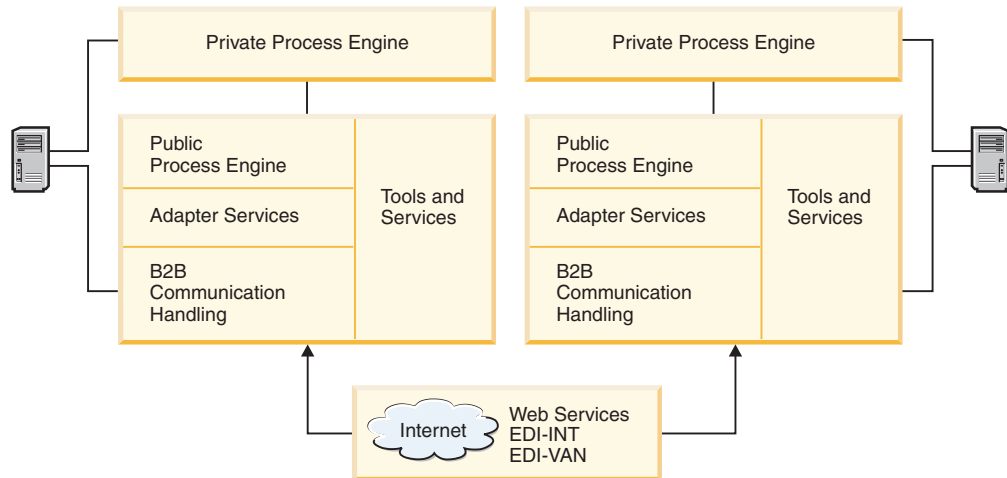 Private Process Engine
Public
Process Engine
Adapter Services
B2B
Communication
Handling
Tools and
Services
Private Process Engine
Public
Process Engine
Adapter Services
B2B
Communication
Handling
Tools and
Services
Internet
Web Services
EDI-INT
EDI-VAN